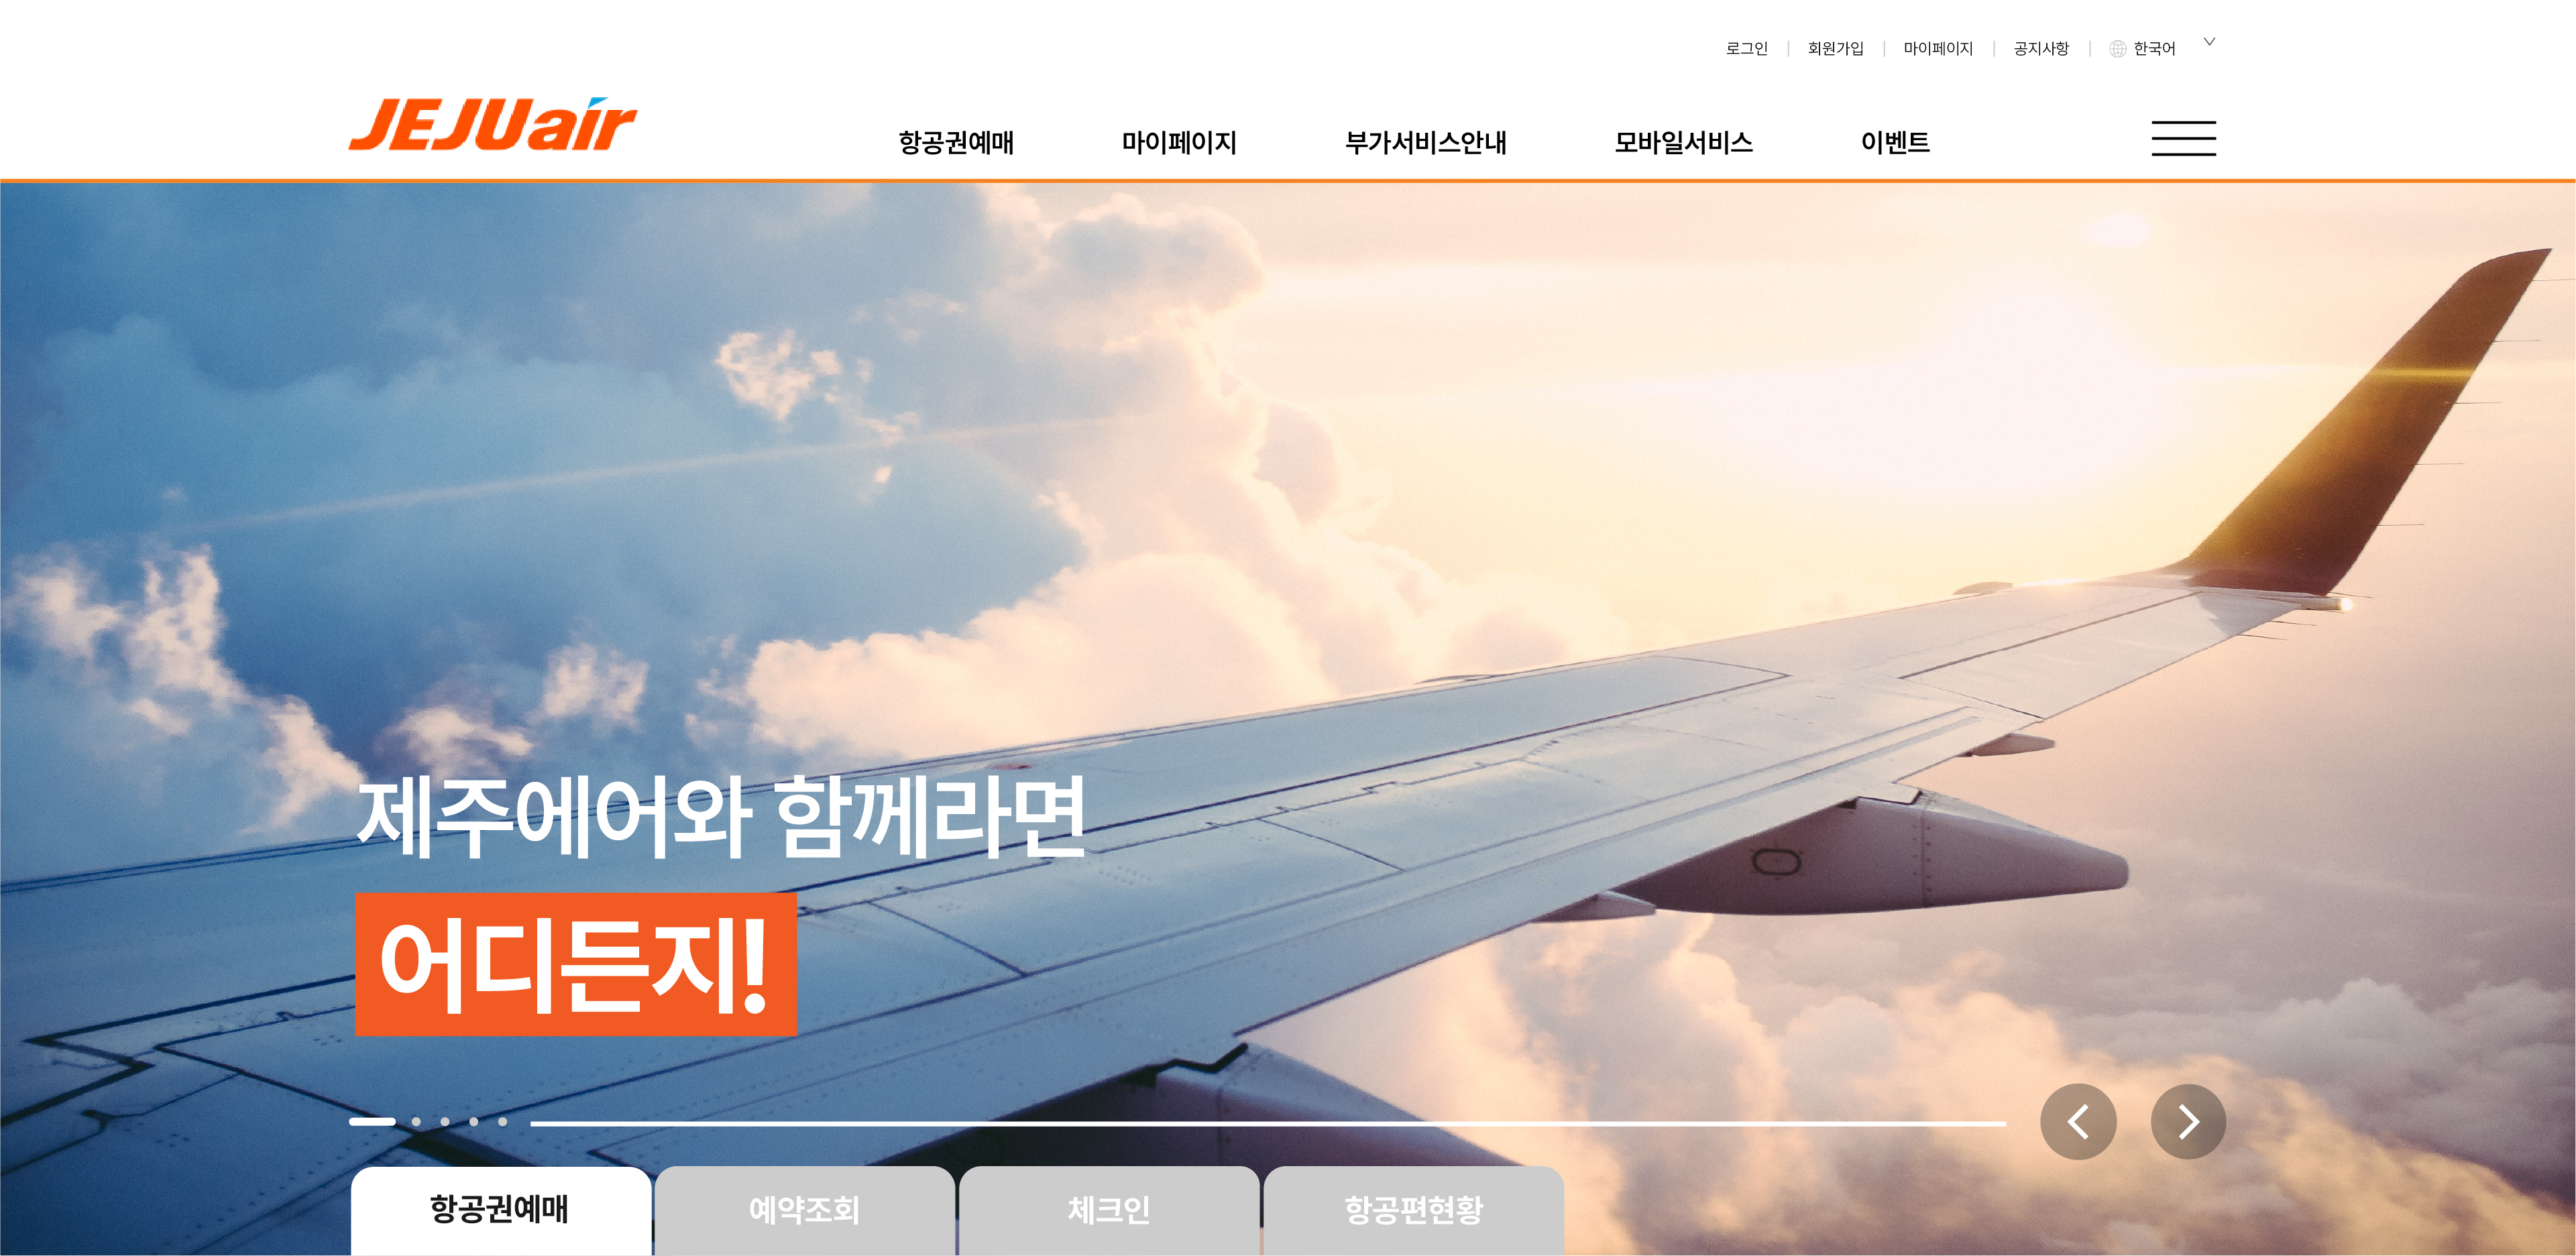 로그인 | 회원가입 | 마이페이지 | 공지사항 | 한국어
JEJUair
항공권예매 마이페이지 부가서비스안내 모바일서비스 이벤트
제주에어와 함께라면
어디든지!
항공권예매 예약조회 체크인 항공편현황